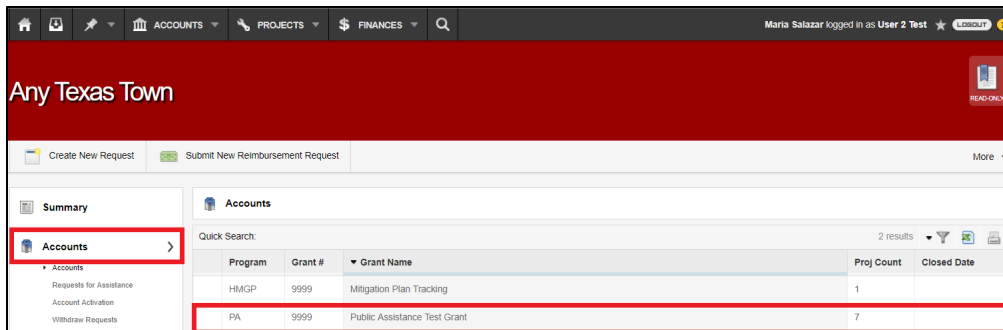 ACCOUNTS PROJECTS $ FINANCES Maria Salazar logged in as User 2 Test LOGOUT
Any Texas Town
READ-ONLY
Create New Request Submit New Reimbursement Request More
Summary
Accounts
Accounts
Requests for Assistance
Account Activation
Withdraw Requests
Accounts
Quick Search: 2 results
Program Grant # Grant Name Proj Count Closed Date
HMGP 9999 Mitigation Plan Tracking 1
PA 9999 Public Assistance Test Grant 7